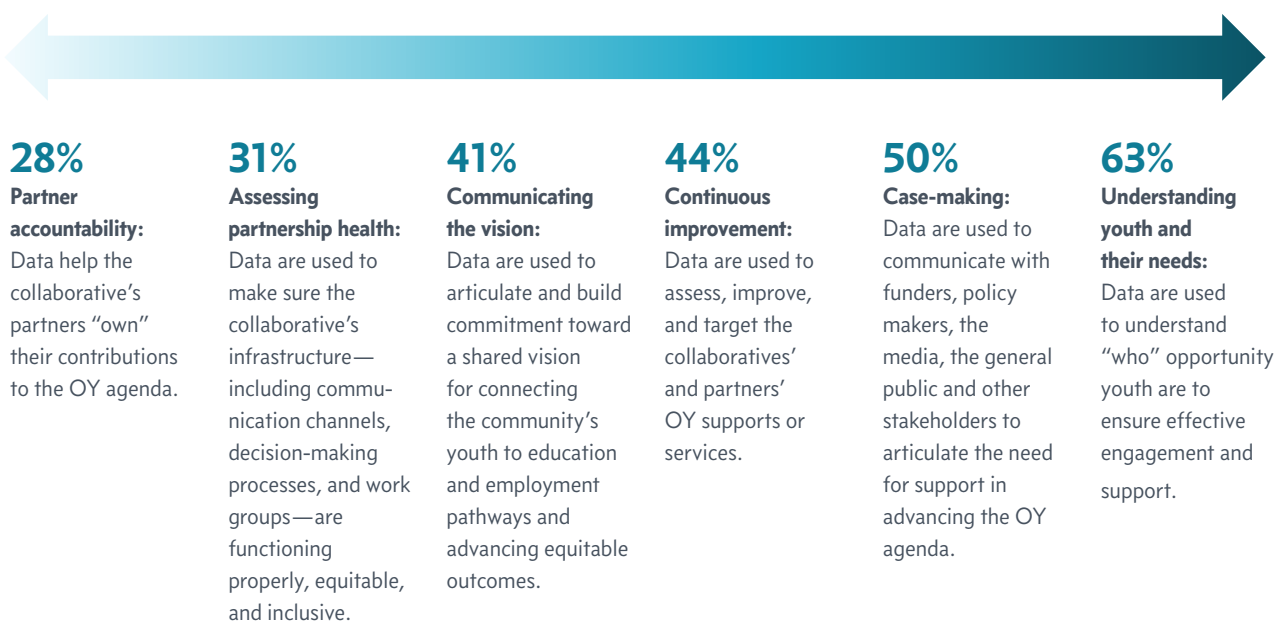 28%
Partner
accountability:
Data help the
collaborative’s
partners “own”
their contributions
to the OY agenda.
31%
Assessing
partnership health:
Data are used to
make sure the
collaborative’s
infrastructure—
including commu-
nication channels,
decision-making
processes, and work
groups—are
functioning
properly, equitable,
and inclusive.
41%
Communicating
the vision:
Data are used to
articulate and build
commitment toward
a shared vision
for connecting
the community’s
youth to education
and employment
pathways and
advancing equitable
outcomes.
44%
Continuous
improvement:
Data are used to
assess, improve,
and target the
collaboratives’
and partners’
OY supports or
services.
50%
Case-making:
Data are used to
communicate with
funders, policy
makers, the
media, the general
public and other
stakeholders to
articulate the need
for support in
advancing the OY
agenda.
63%
Understanding
youth and
their needs:
Data are used
to understand
“who” opportunity
youth are to
ensure effective
engagement and
support.